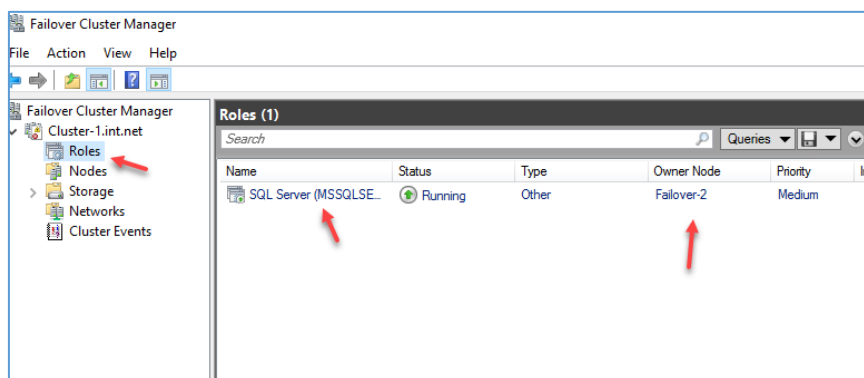 Failover Cluster Manager
File Action View Help
Failover Cluster Manager
Cluster-1.int.net
Roles
Nodes
Storage
Networks
Cluster Events
Roles (1)
Search Queries
Name Status Type Owner Node Priority
SQL Server (MSSQLSE... Running Other Failover-2 Medium